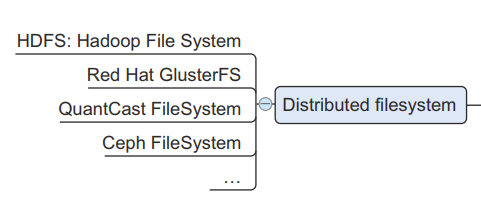 HDFS: Hadoop File System
Red Hat GlusterFS
QuantCast FileSystem
Ceph FileSystem
...
Distributed filesystem